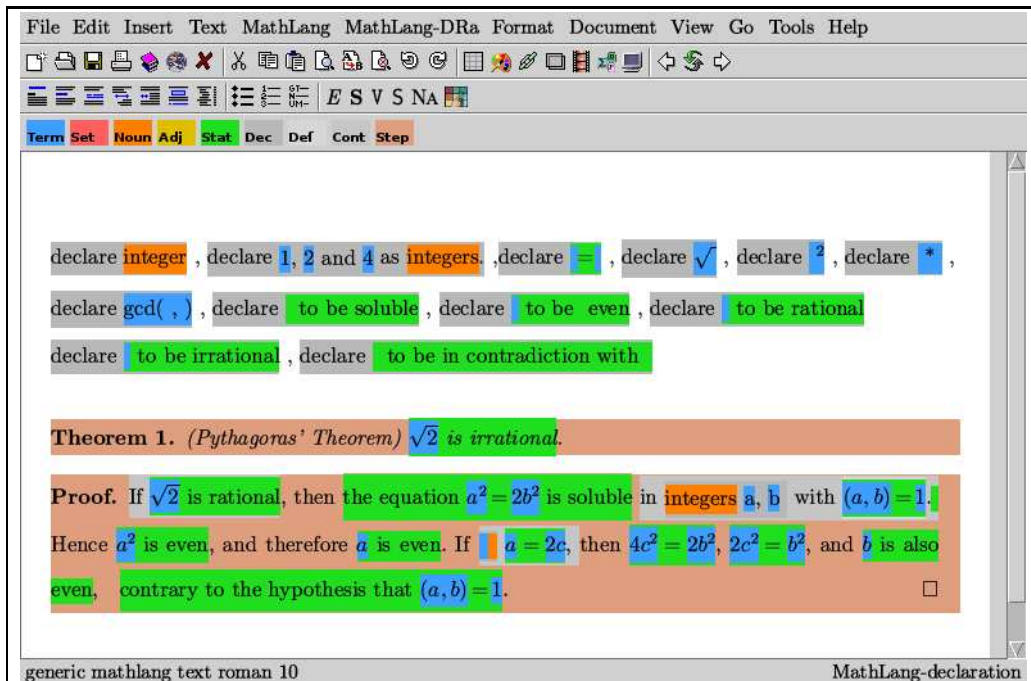 File Edit Insert Text MathLang MathLang-DRa Format Document View Go Tools Help
E S V S NA
Term Set Noun Adj Stat Dec Def Cont Step
declare integer , declare 1, 2 and 4 as integers. ,declare = , declare √ , declare ² , declare * ,
declare gcd( , ) , declare to be soluble , declare to be even , declare to be rational
declare to be irrational , declare to be in contradiction with
Theorem 1. (Pythagoras' Theorem) √2 is irrational.
Proof. If √2 is rational, then the equation a² = 2b² is soluble in integers a, b with (a, b) = 1.
Hence a² is even, and therefore a is even. If a = 2c, then 4c² = 2b², 2c² = b², and b is also
even, contrary to the hypothesis that (a, b) = 1. □
generic mathlang text roman 10 MathLang-declaration